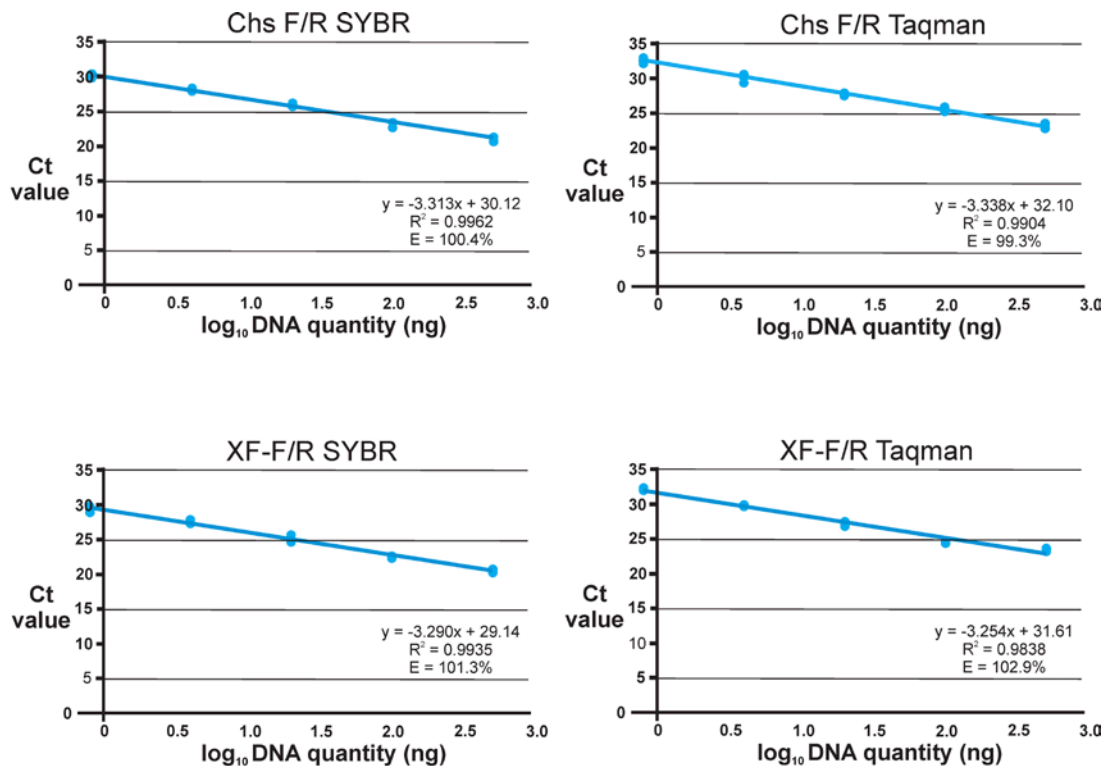 Chs F/R SYBR
35
30
25
20
15
10
5
0
Ct
value
y = -3.313x + 30.12
R² = 0.9962
E = 100.4%
0 0.5 1.0 1.5 2.0 2.5 3.0
log₁₀ DNA quantity (ng)
Chs F/R Taqman
35
30
25
20
15
10
5
0
Ct
value
y = -3.338x + 32.10
R² = 0.9904
E = 99.3%
0 0.5 1.0 1.5 2.0 2.5 3.0
log₁₀ DNA quantity (ng)
XF-F/R SYBR
35
30
25
20
15
10
5
0
Ct
value
y = -3.290x + 29.14
R² = 0.9935
E = 101.3%
0 0.5 1.0 1.5 2.0 2.5 3.0
log₁₀ DNA quantity (ng)
XF-F/R Taqman
35
30
25
20
15
10
5
0
Ct
value
y = -3.254x + 31.61
R² = 0.9838
E = 102.9%
0 0.5 1.0 1.5 2.0 2.5 3.0
log₁₀ DNA quantity (ng)